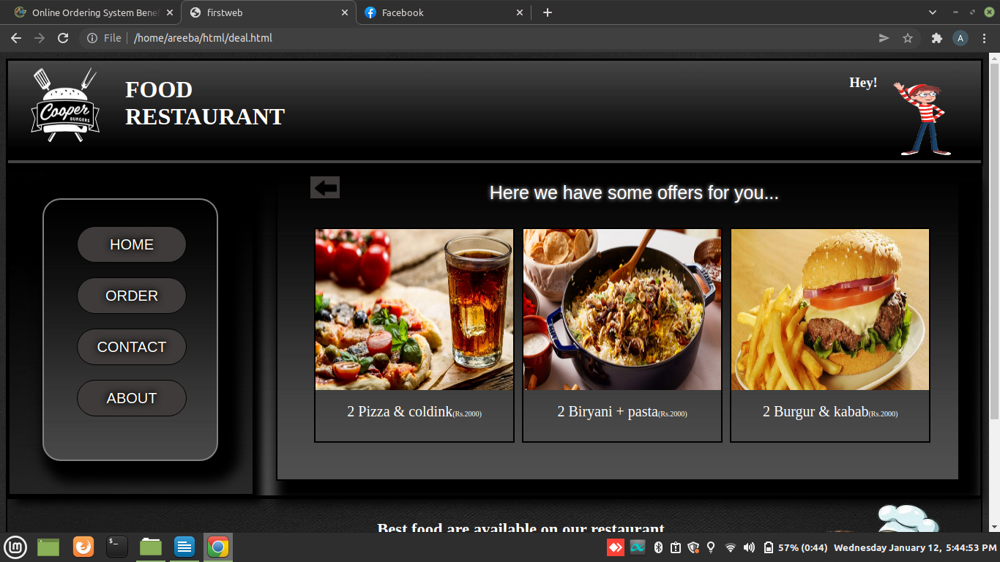 Online Ordering System Bene
firstweb
Facebook
File
/home/areeba/html/deal.html
A
Cooper
BURGERS
FOOD
RESTAURANT
Hey!
Here we have some offers for you...
HOME
ORDER
CONTACT
ABOUT
2 Pizza & coldink(Rs.2000)
2 Biryani + pasta(Rs.2000)
2 Burgur & kabab(Rs.2000)
Best food are available on our restaurant
57% (0:44)
Wednesday January 12, 5:44:53 PM